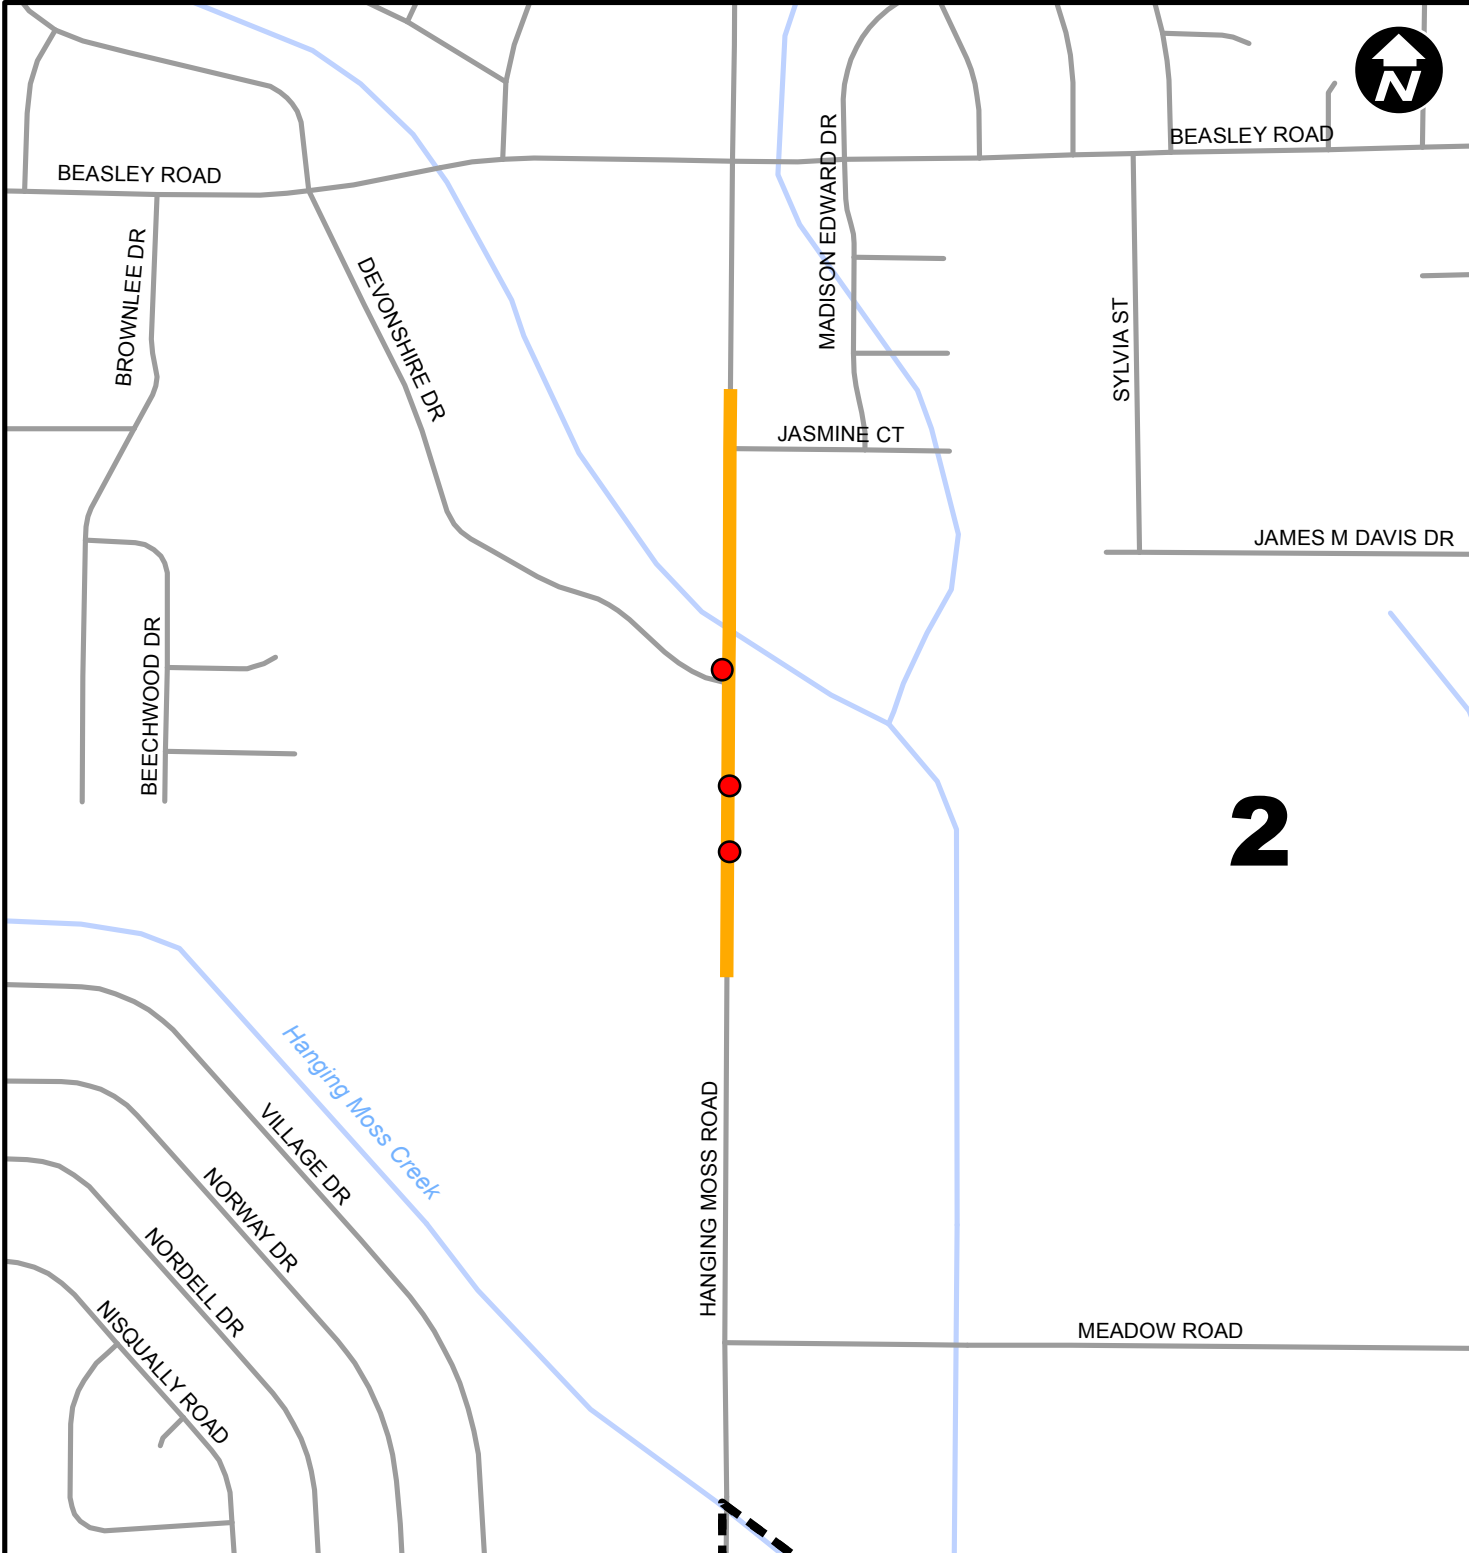 N
BEASLEY ROAD
BEASLEY ROAD
MADISON EDWARD DR
BROWNLEE DR
DEVONSHIRE DR
SYLVIA ST
JASMINE CT
JAMES M DAVIS DR
BEECHWOOD DR
2
Hanging Moss Creek
HANGING MOSS ROAD
VILLAGE DR
NORWAY DR
NORDELL DR
NISQUALLY ROAD
MEADOW ROAD